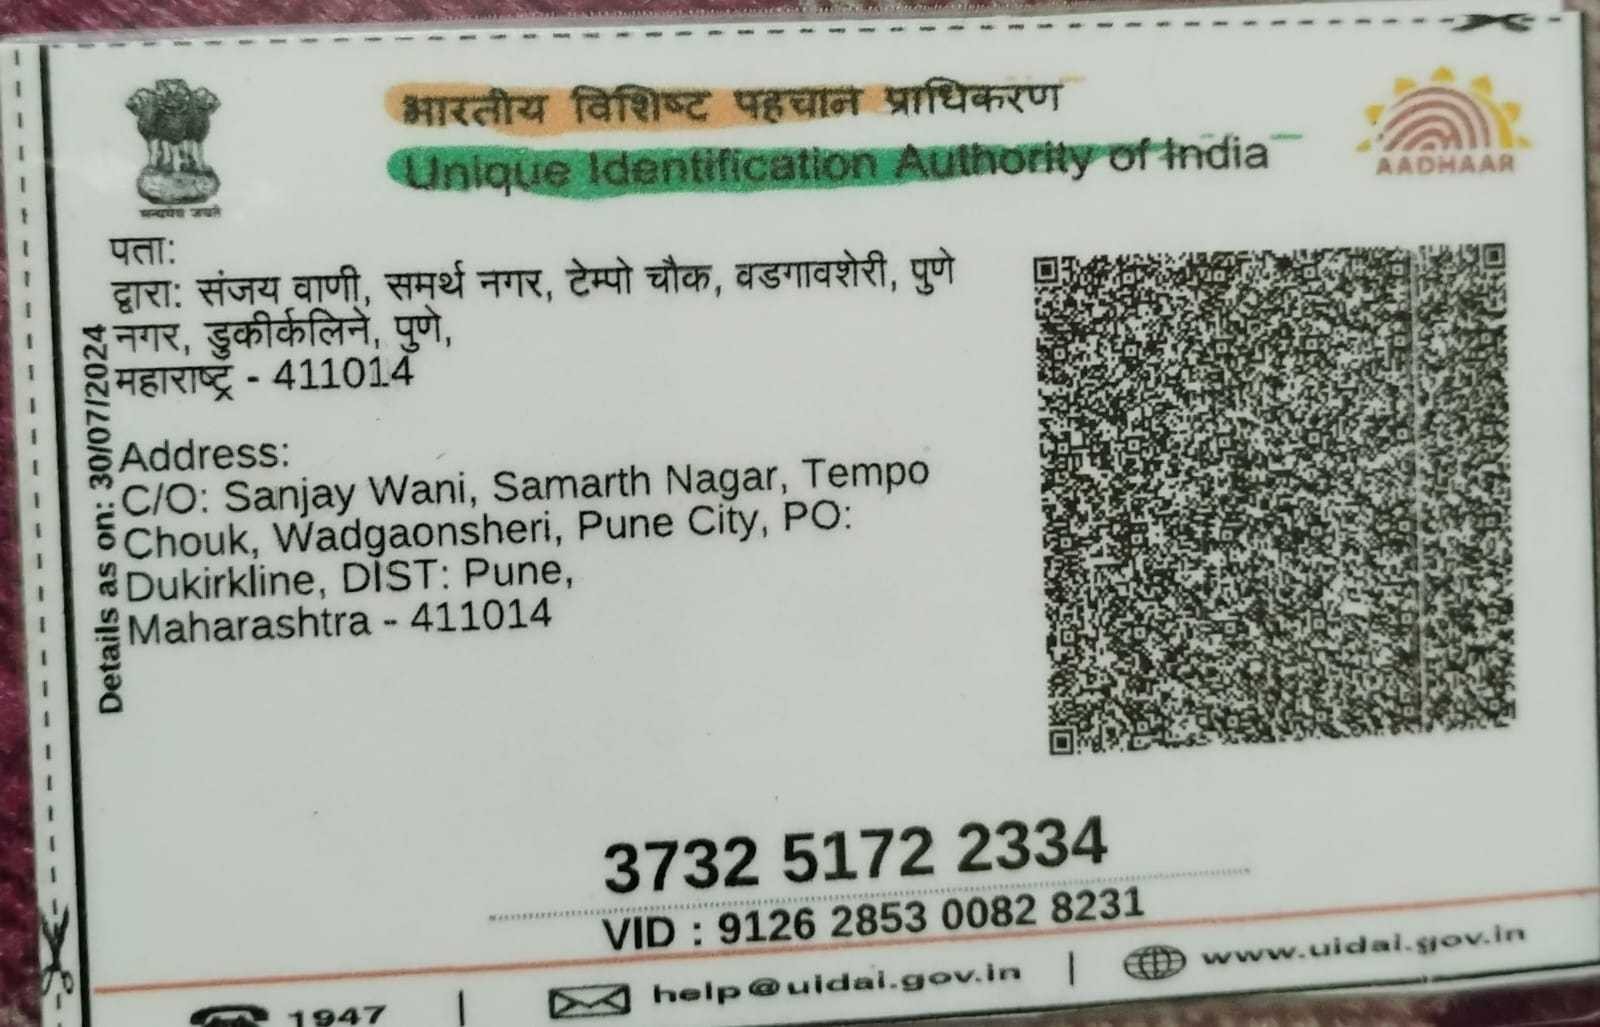 भारतीय विशिष्ट पहचान प्राधिकरण
Unique Identification Authority of India
AADHAAR
सत्यमेव जयते
पता:
द्वारा: संजय वाणी, समर्थ नगर, टेम्पो चौक, वडगावशेरी, पुणे
नगर, डुकीर्कलिने, पुणे,
महाराष्ट्र - 411014
Details as on: 30/07/2024
Address:
C/O: Sanjay Wani, Samarth Nagar, Tempo
Chouk, Wadgaonsheri, Pune City, PO:
Dukirkline, DIST: Pune,
Maharashtra - 411014
3732 5172 2334
VID : 9126 2853 0082 8231
1947 | help@uidai.gov.in | www.uidai.gov.in